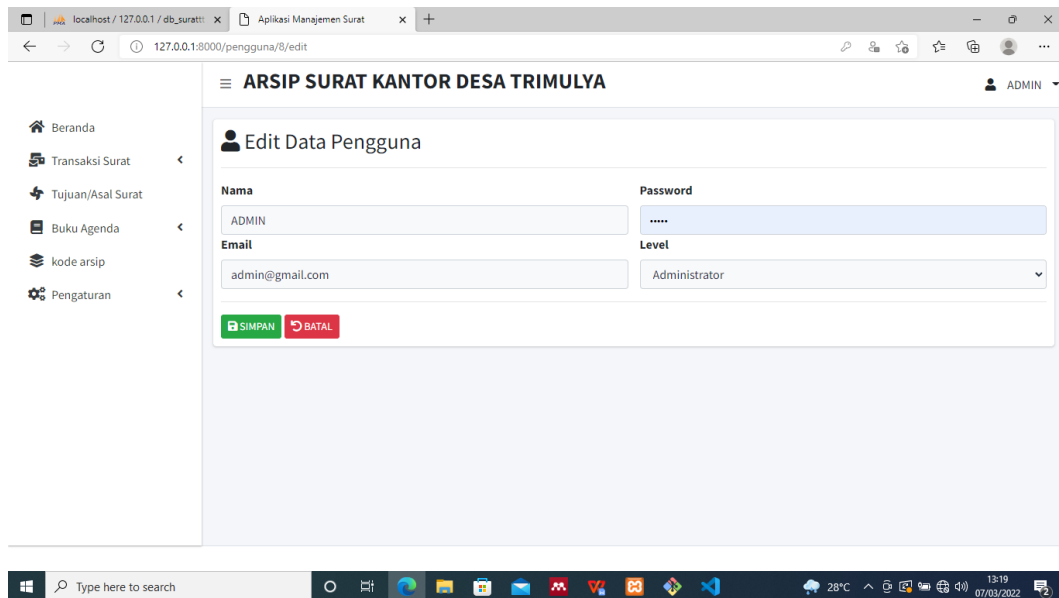 localhost / 127.0.0.1 / db_surattt
Aplikasi Manajemen Surat
127.0.0.1:8000/pengguna/8/edit
ARSIP SURAT KANTOR DESA TRIMULYA
ADMIN
Beranda
Transaksi Surat
Tujuan/Asal Surat
Buku Agenda
kode arsip
Pengaturan
Edit Data Pengguna
Nama
Password
ADMIN
•••••
Email
Level
admin@gmail.com
Administrator
SIMPAN
BATAL
Type here to search
28°C
13:19
07/03/2022